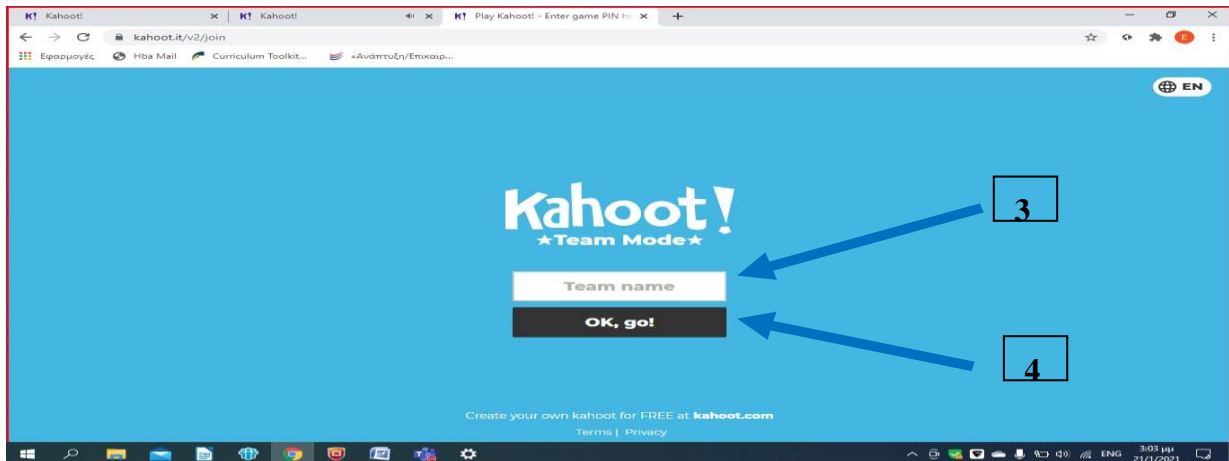 K! Kahoot! K! Kahoot! K! Play Kahoot! - Enter game PIN h
kahoot.it/v2/join
Εφαρμογές Hba Mail Curriculum Toolkit... «Ανάπτυξη/Επικαιρ...
EN
Kahoot!
★Team Mode★
3
Team name
OK, go!
4
Create your own kahoot for FREE at kahoot.com
Terms | Privacy
ENG 3:03 μμ
21/1/2021